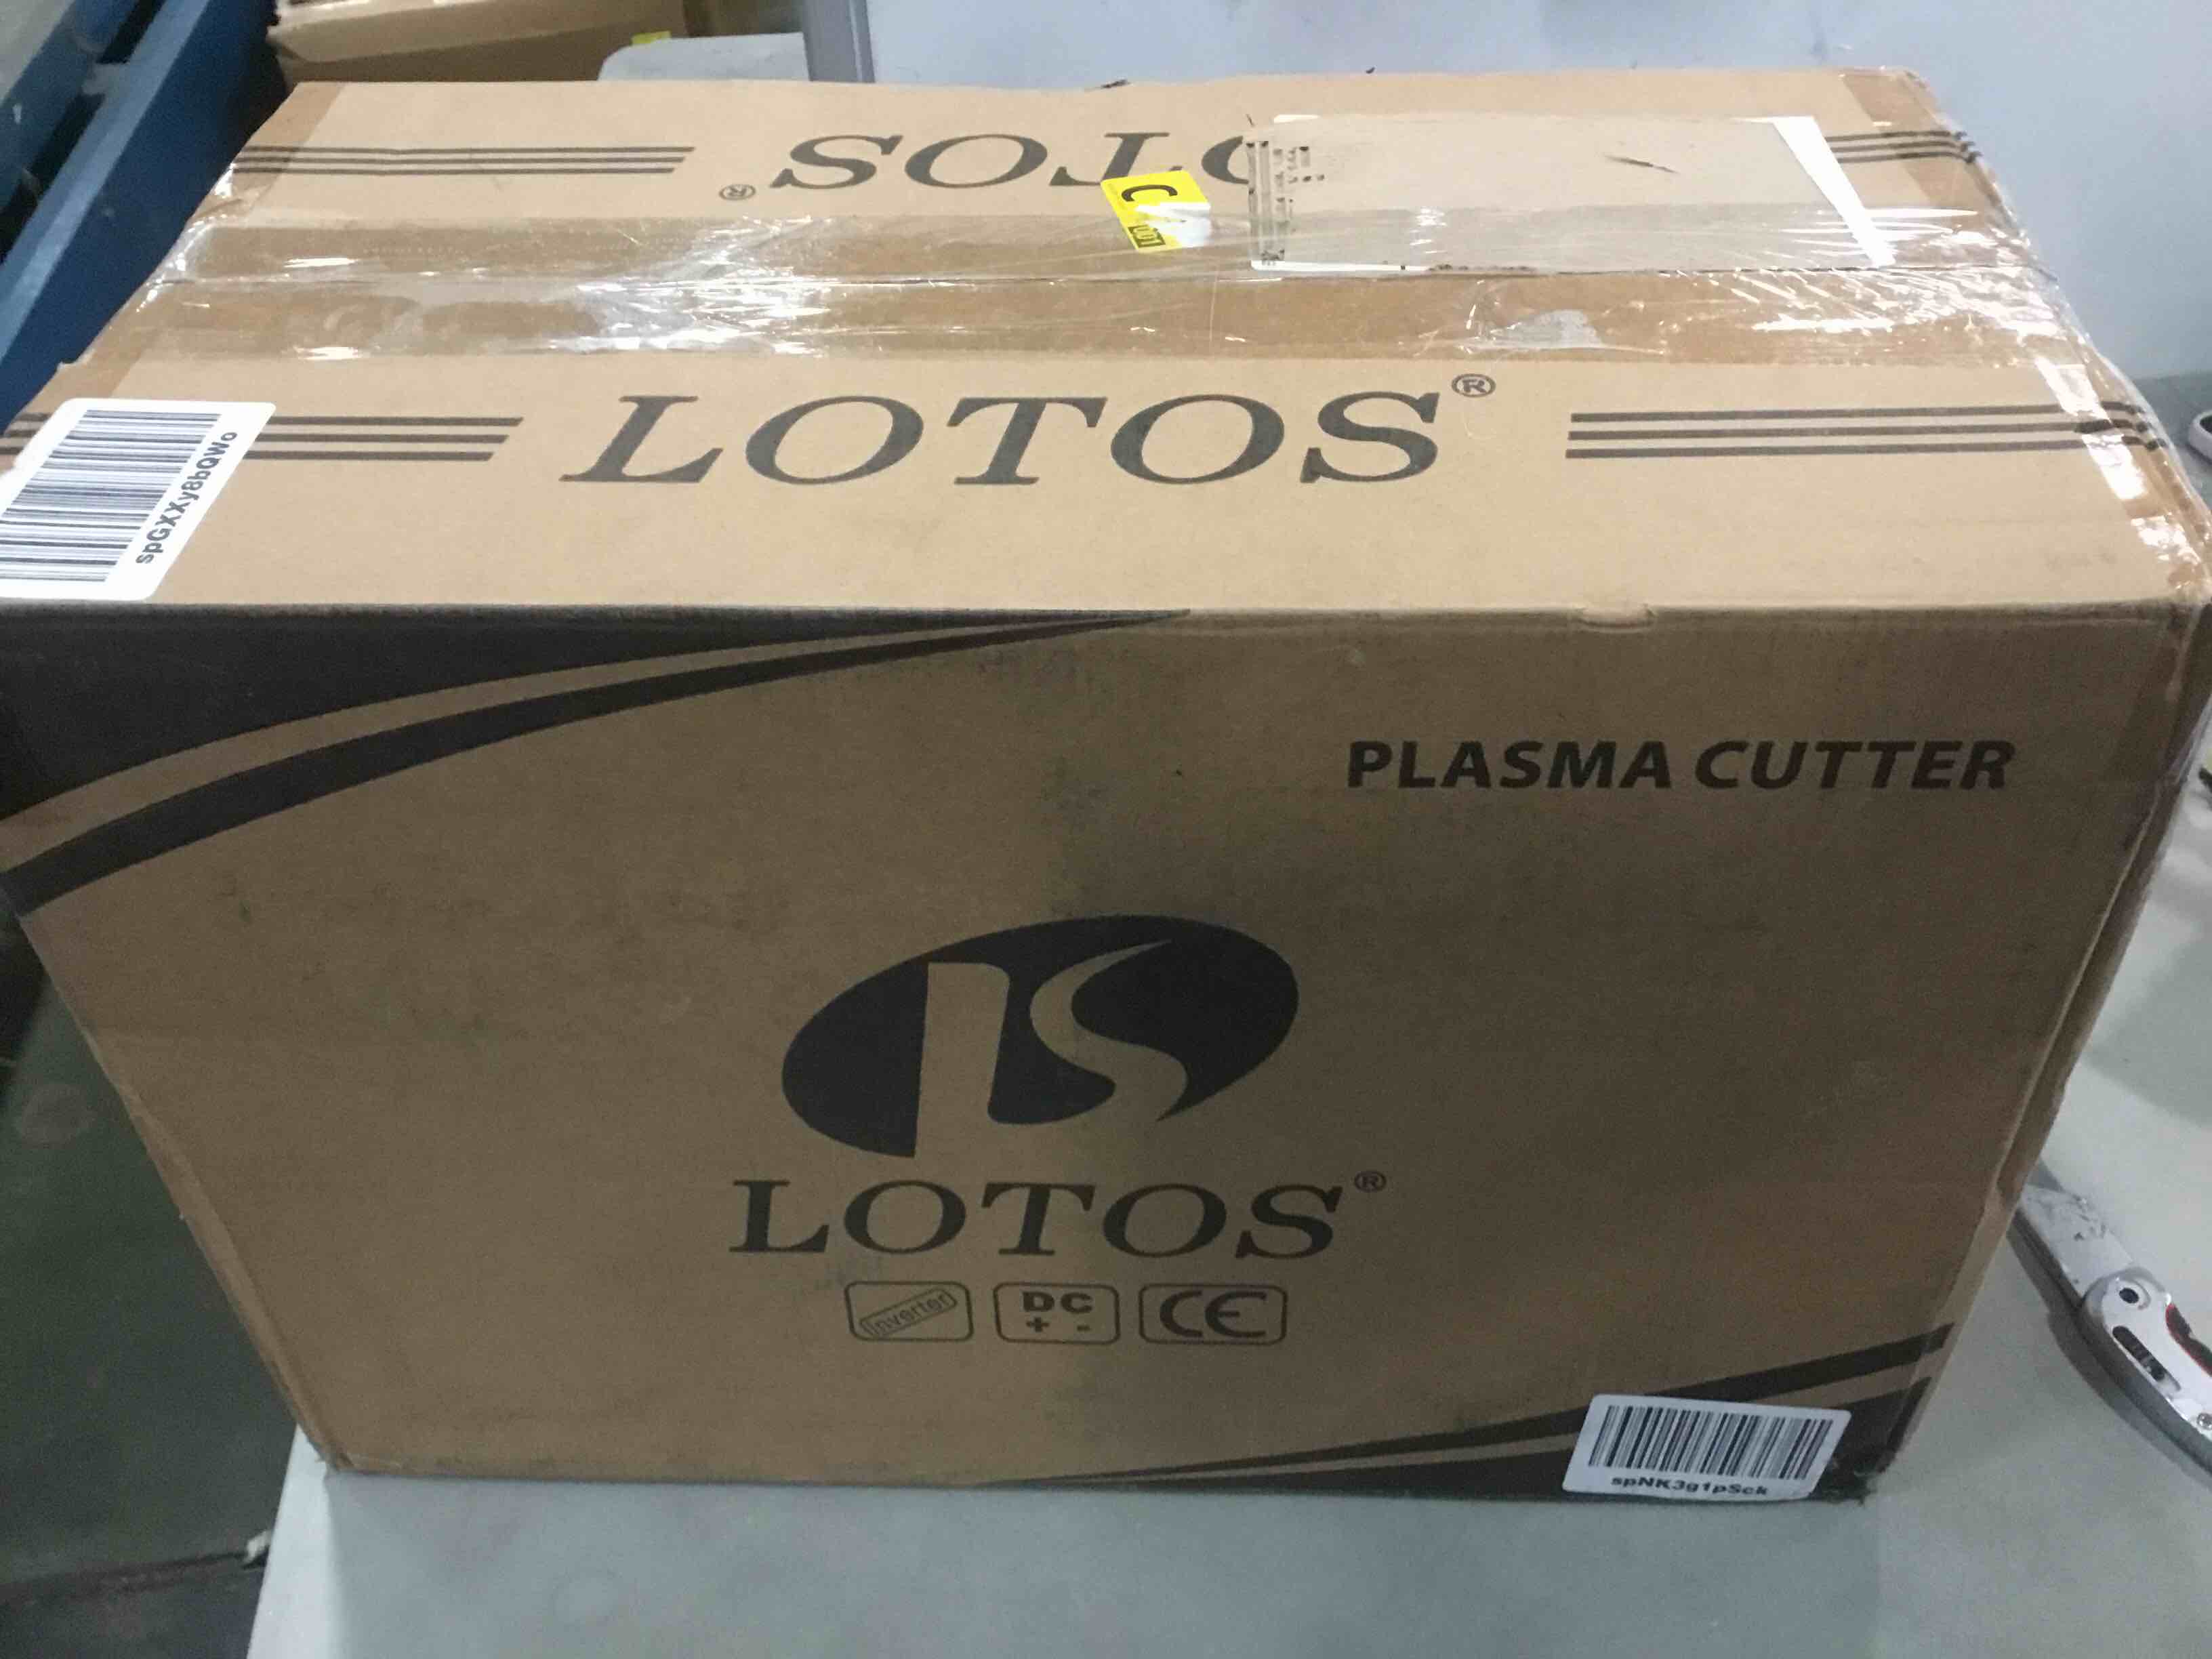 LOTOS®
C
LOTOS®
spGXXy8bQWo
PLASMA CUTTER
LOTOS®
Inverter
DC
+ -
CE
spNK3g1pSck